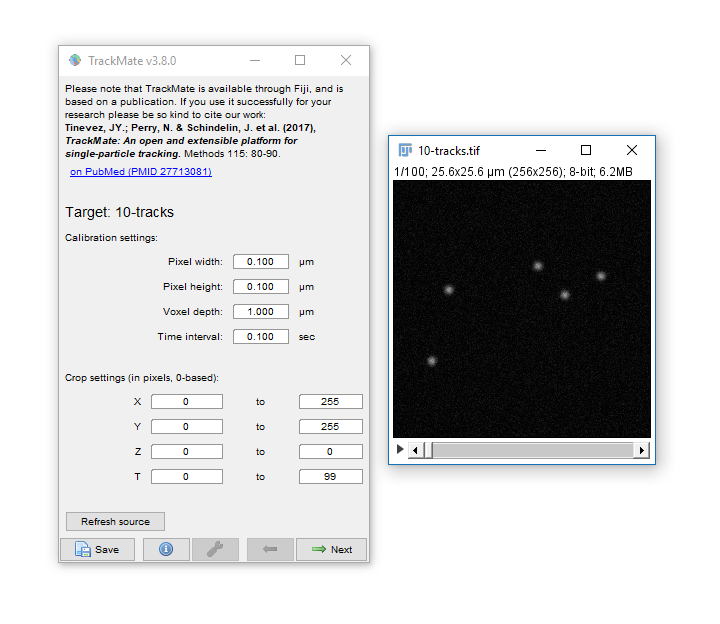 TrackMate v3.8.0
Please note that TrackMate is available through Fiji, and is
based on a publication. If you use it successfully for your
research please be so kind to cite our work:
Tinevez, JY.; Perry, N. & Schindelin, J. et al. (2017),
TrackMate: An open and extensible platform for
single-particle tracking. Methods 115: 80-90.
on PubMed (PMID 27713081)
Target: 10-tracks
Calibration settings:
Pixel width: 0.100 µm
Pixel height: 0.100 µm
Voxel depth: 1.000 µm
Time interval: 0.100 sec
Crop settings (in pixels, 0-based):
X 0 to 255
Y 0 to 255
Z 0 to 0
T 0 to 99
Refresh source
Save Next
10-tracks.tif
1/100; 25.6x25.6 µm (256x256); 8-bit; 6.2MB